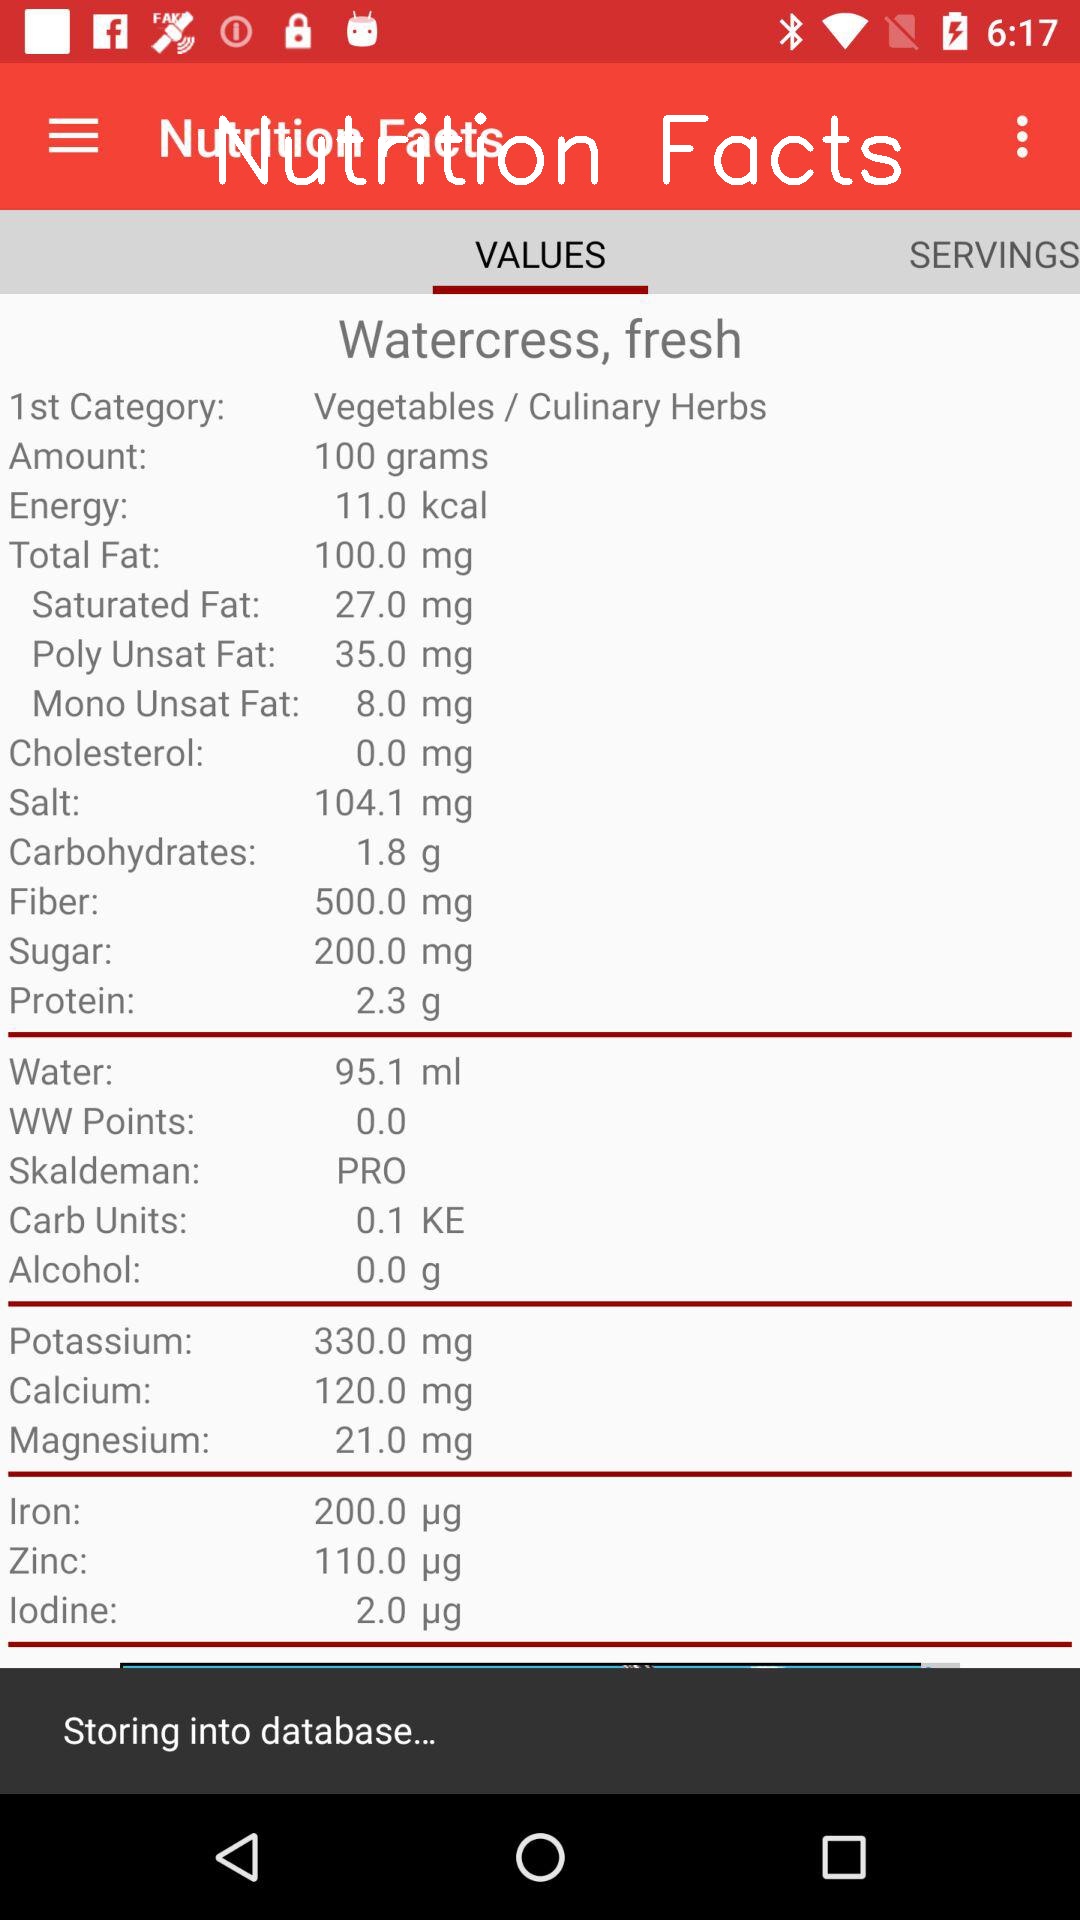 FAKE
6:17
Nutrition Facts
Nutrition Facts
VALUES
SERVINGS
Watercress, fresh
1st Category: Vegetables / Culinary Herbs
Amount: 100 grams
Energy: 11.0 kcal
Total Fat: 100.0 mg
Saturated Fat: 27.0 mg
Poly Unsat Fat: 35.0 mg
Mono Unsat Fat: 8.0 mg
Cholesterol: 0.0 mg
Salt: 104.1 mg
Carbohydrates: 1.8 g
Fiber: 500.0 mg
Sugar: 200.0 mg
Protein: 2.3 g
Water: 95.1 ml
WW Points: 0.0
Skaldeman: PRO
Carb Units: 0.1 KE
Alcohol: 0.0 g
Potassium: 330.0 mg
Calcium: 120.0 mg
Magnesium: 21.0 mg
Iron: 200.0 µg
Zinc: 110.0 µg
Iodine: 2.0 µg
Storing into database...